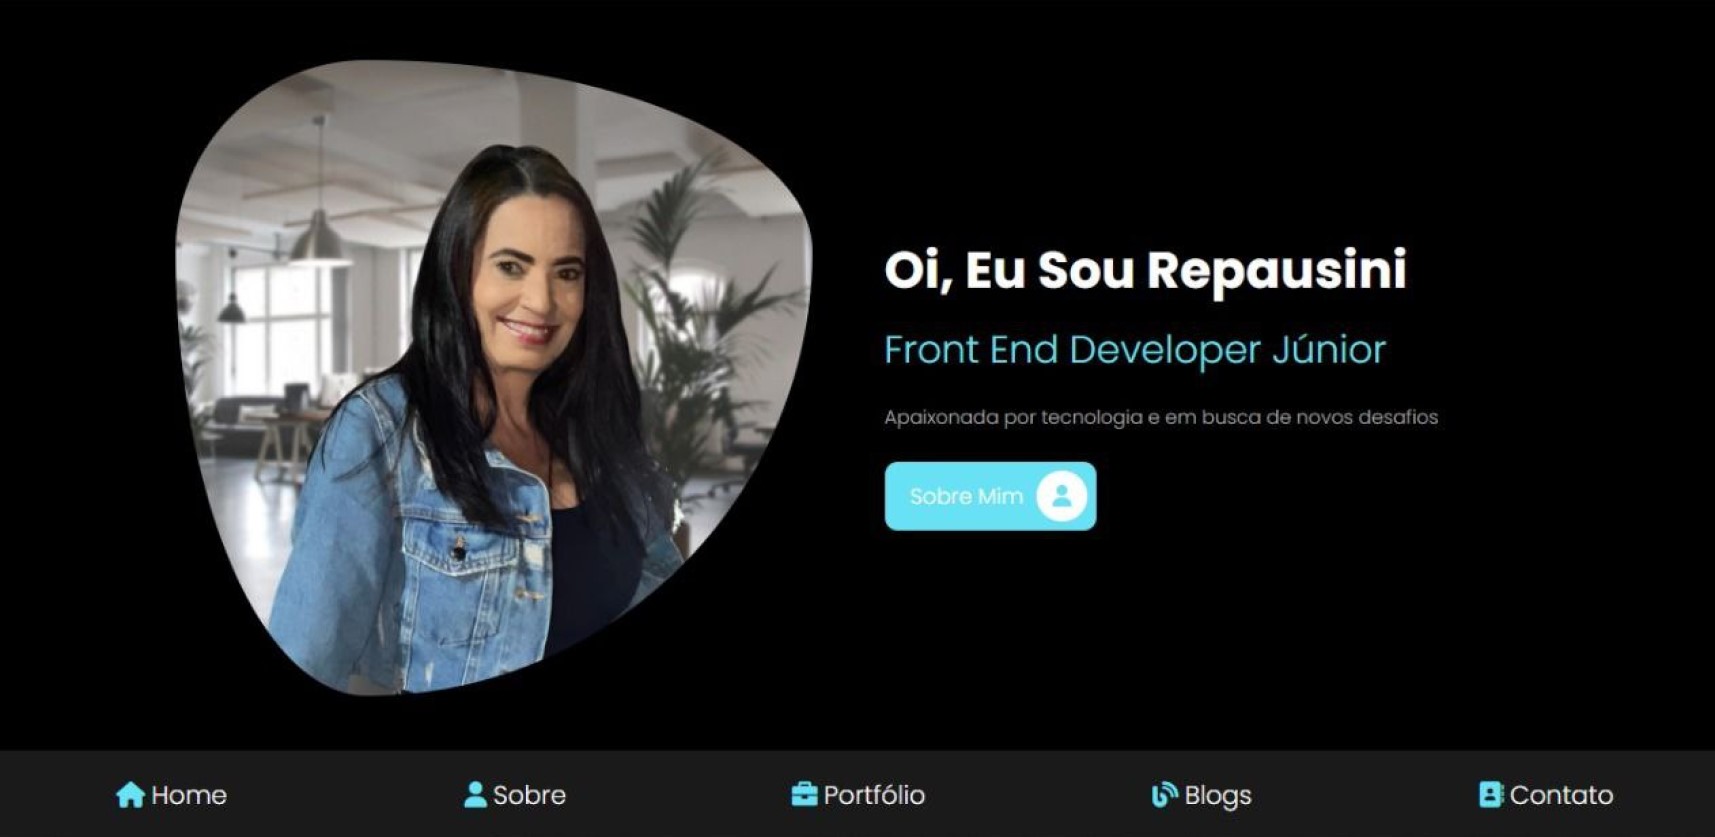 Oi, Eu Sou Repausini
Front End Developer Júnior
Apaixonada por tecnologia e em busca de novos desafios
Sobre Mim
Home
Sobre
Portfólio
Blogs
Contato